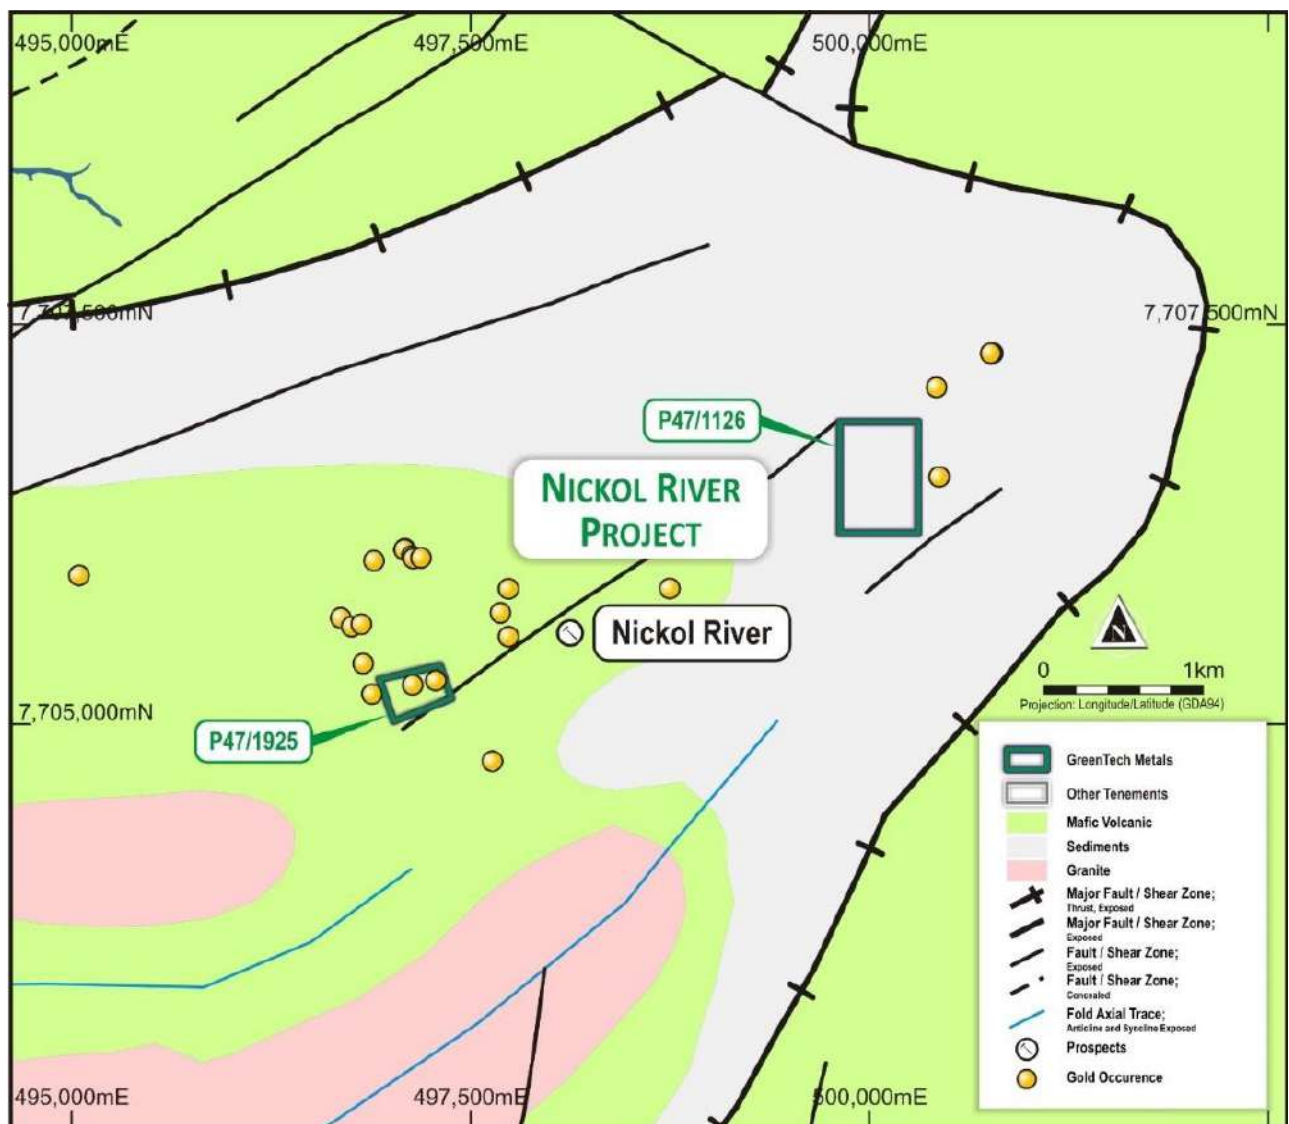 495,000mE
497,500mE
500,000mE
7,707,500mN
7,707,500mN
P47/1126
NICKOL RIVER
PROJECT
Nickol River
N
0
1km
Projection: Longitude/Latitude (GDA94)
7,705,000mN
P47/1925
GreenTech Metals
Other Tenements
Mafic Volcanic
Sediments
Granite
Major Fault / Shear Zone;
Thrust, Exposed
Major Fault / Shear Zone;
Exposed
Fault / Shear Zone;
Exposed
Fault / Shear Zone;
Concealed
Fold Axial Trace;
Anticline and Syncline Exposed
Prospects
Gold Occurence
495,000mE
497,500mE
500,000mE